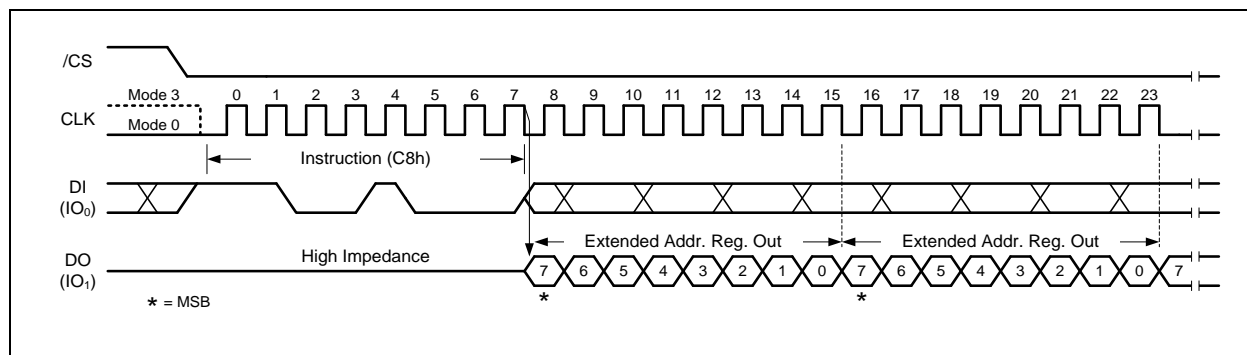 /CS
Mode 3
0 1 2 3 4 5 6 7 8 9 10 11 12 13 14 15 16 17 18 19 20 21 22 23
CLK
Mode 0
Instruction (C8h)
DI
(IO₀)
Extended Addr. Reg. Out Extended Addr. Reg. Out
High Impedance
DO
(IO₁)
7 6 5 4 3 2 1 0 7 6 5 4 3 2 1 0 7
* *
* = MSB